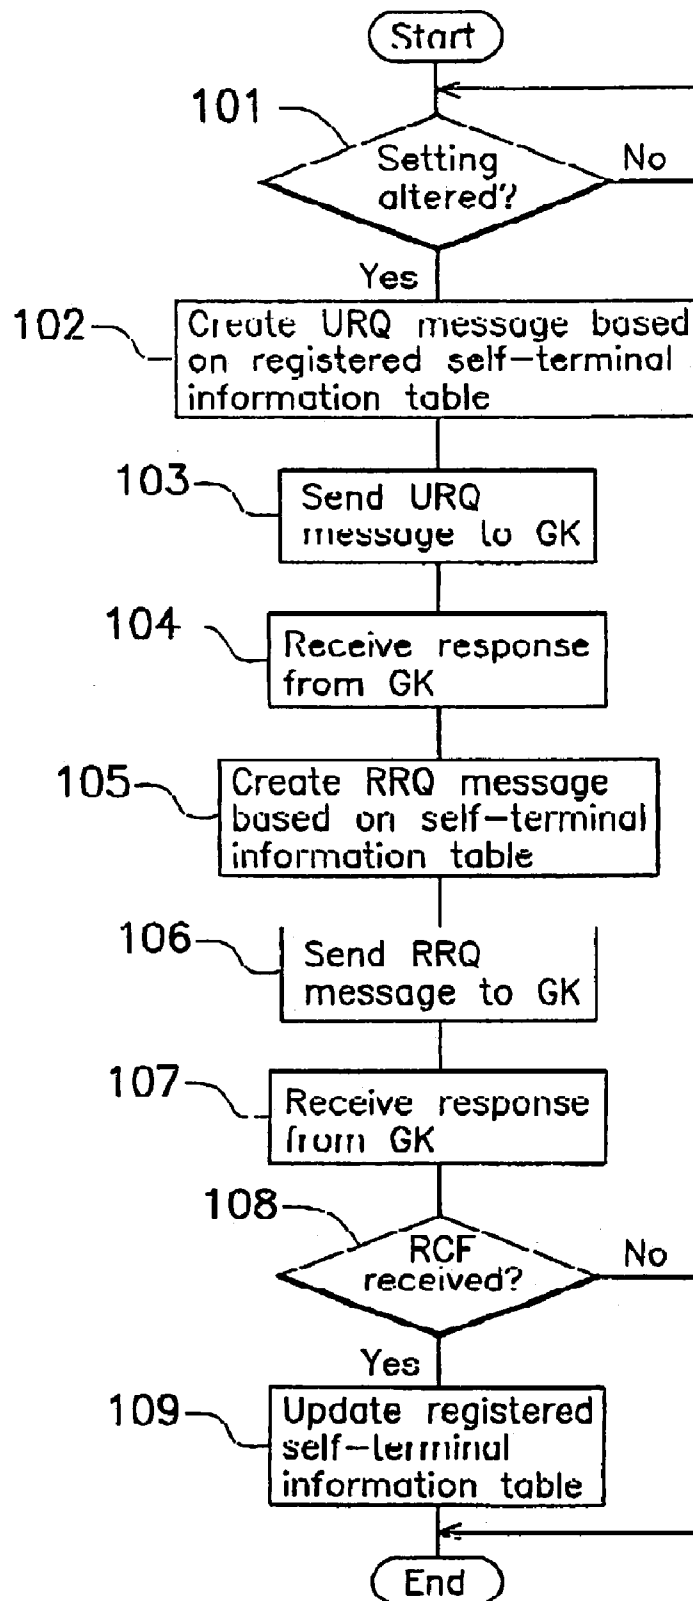 Start
101
Setting
altered?
No
Yes
102
Create URQ message based
on registered self-terminal
information table
103
Send URQ
message to GK
104
Receive response
from GK
105
Create RRQ message
based on self-terminal
information table
106
Send RRQ
message to GK
107
Receive response
from GK
108
RCF
received?
No
Yes
109
Update registered
self-terminal
information table
End